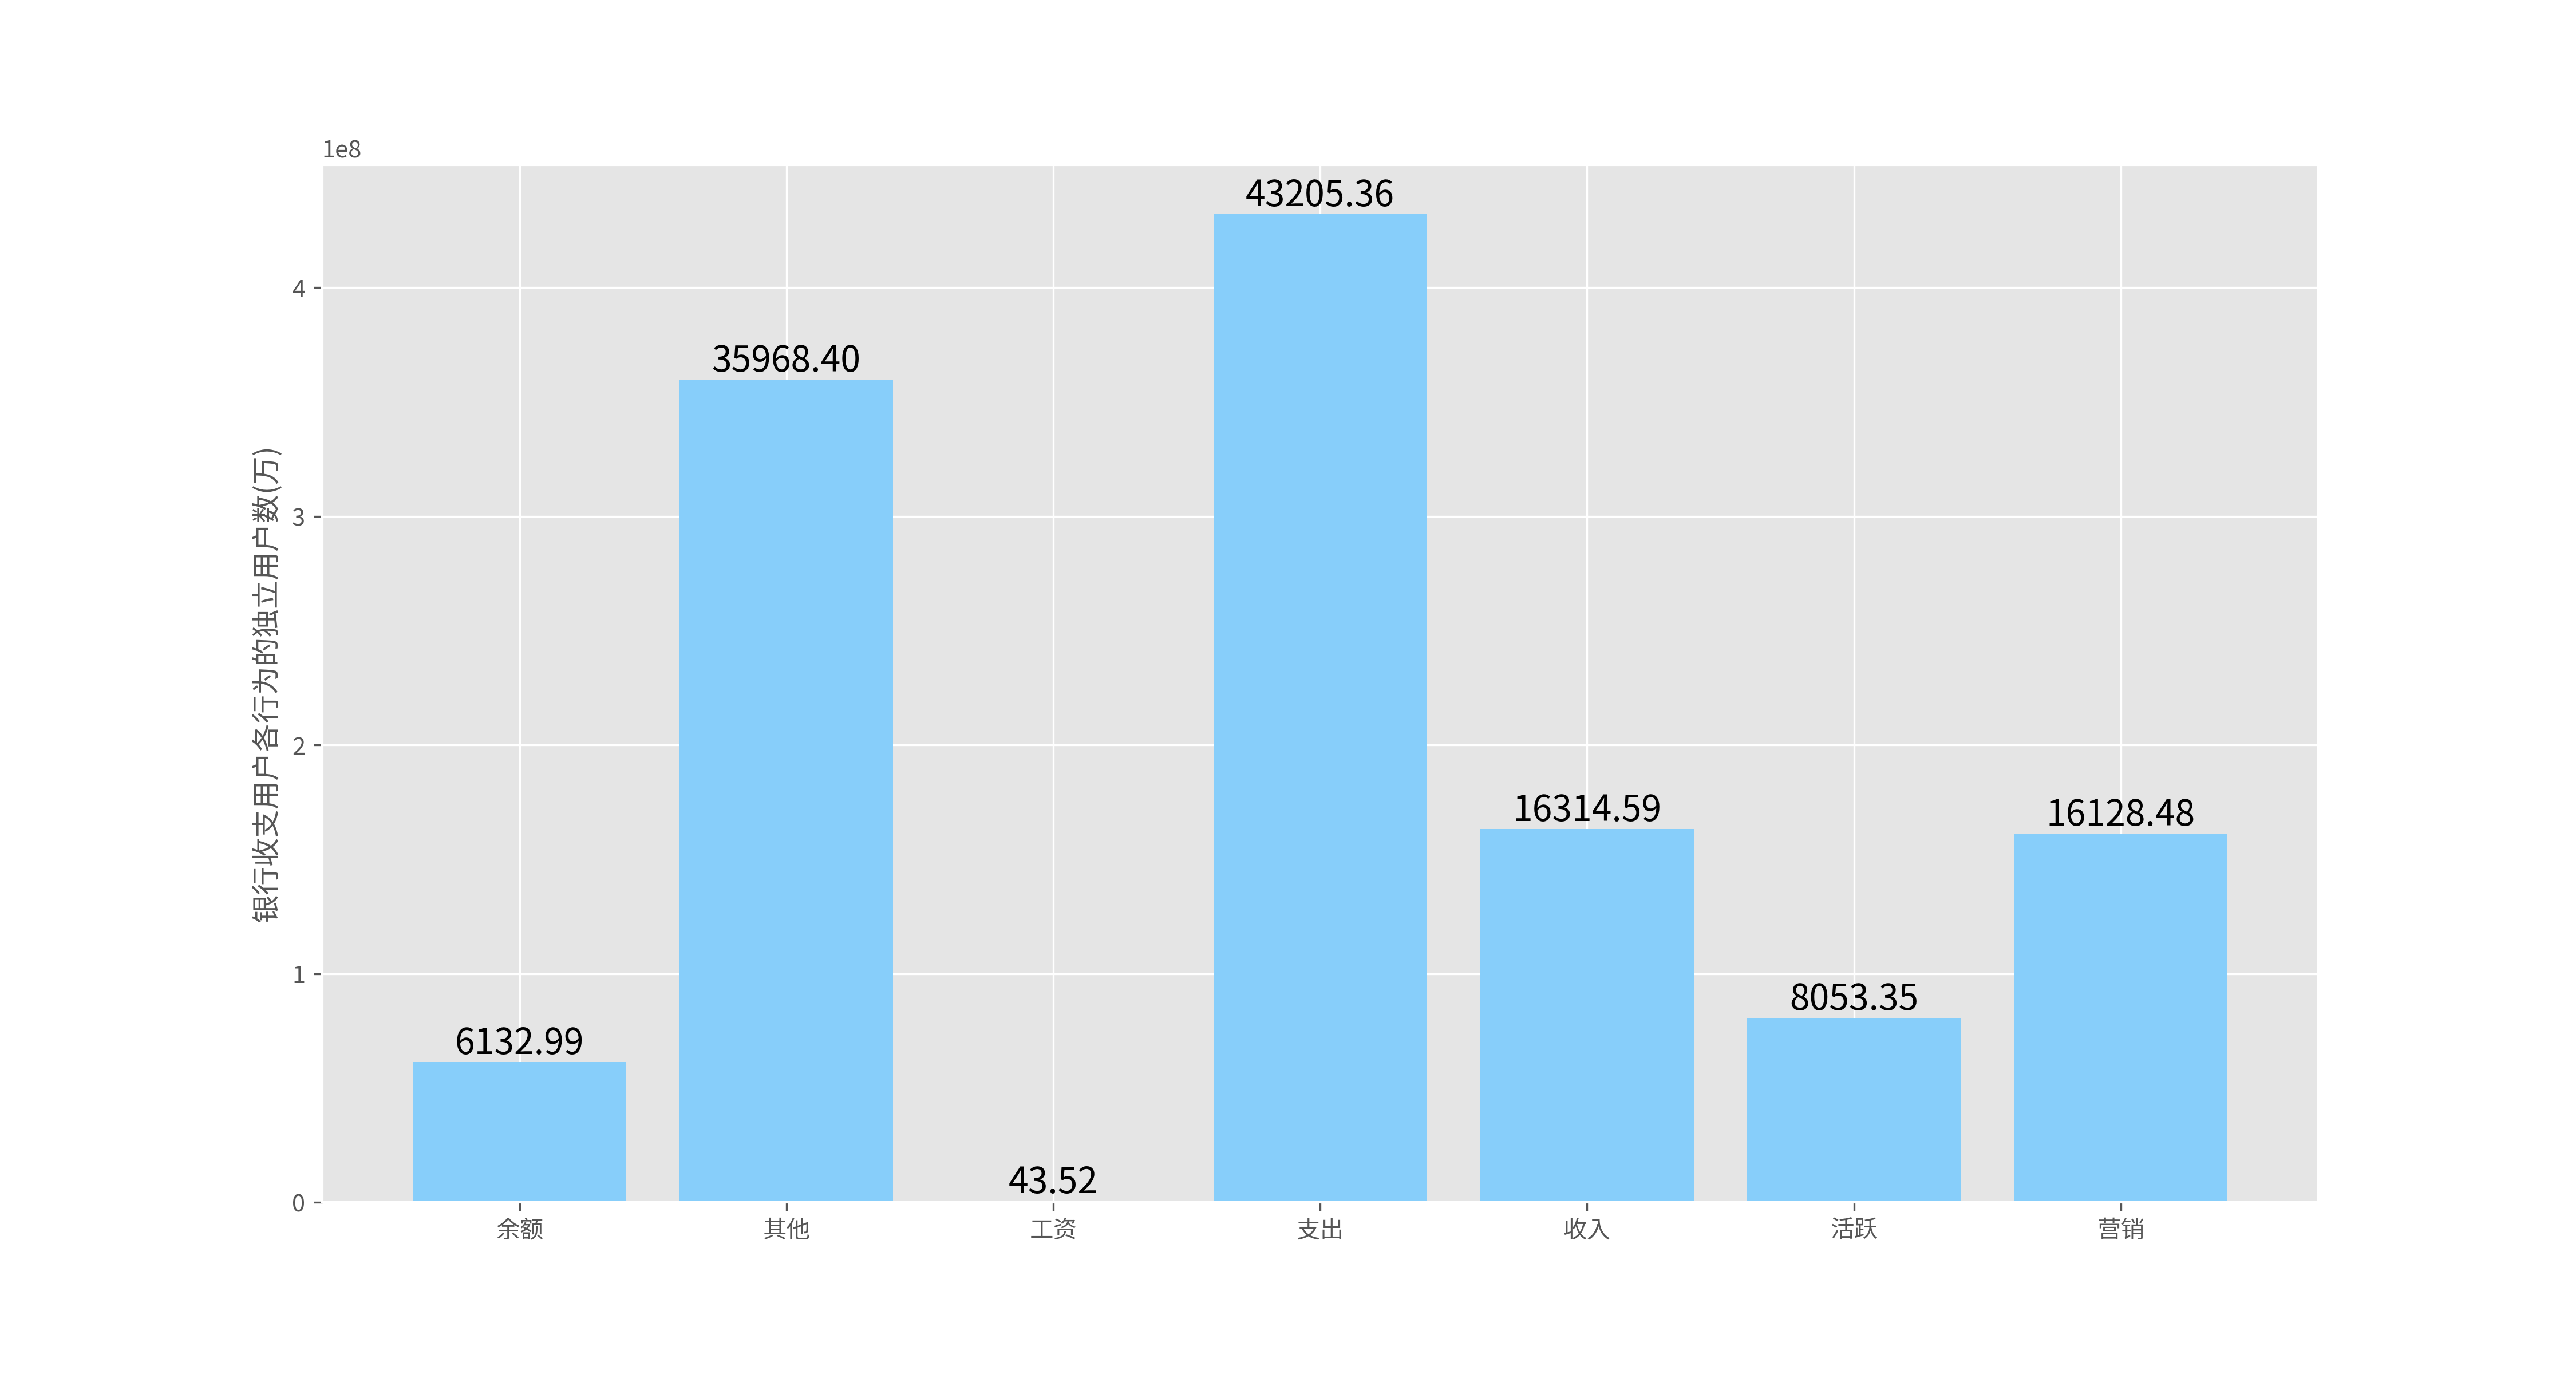 1e8
银行收支用户各行为的独立用户数(万)
4
3
2
1
0
6132.99
35968.40
43.52
43205.36
16314.59
8053.35
16128.48
余额
其他
工资
支出
收入
活跃
营销